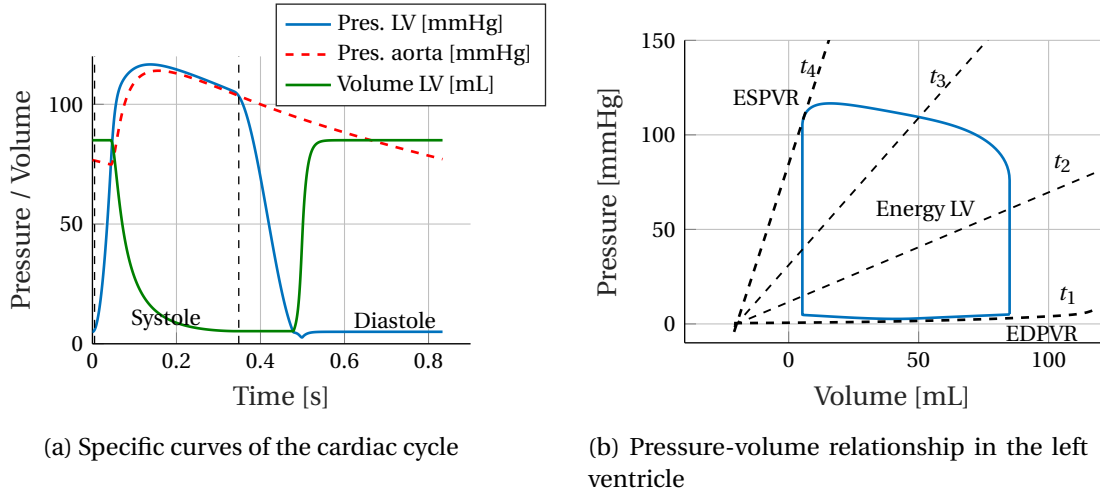 Pres. LV [mmHg]
Pres. aorta [mmHg]
Volume LV [mL]
Pressure / Volume
100
50
0
0
0.2
0.4
0.6
0.8
Systole
Diastole
Time [s]
(a) Specific curves of the cardiac cycle
Pressure [mmHg]
150
100
50
0
0
50
100
ESPVR
t4
t3
t2
Energy LV
t1
EDPVR
Volume [mL]
(b) Pressure-volume relationship in the left
ventricle